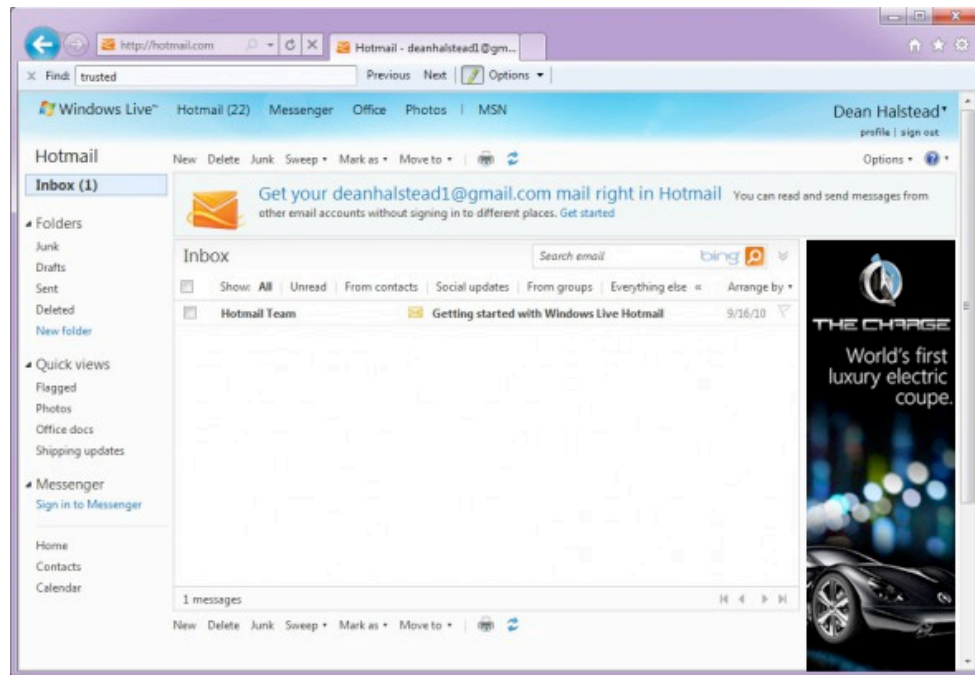 http://hotmail.com
Hotmail - deanhalstead1@gm...
X Find: trusted Previous Next Options
Windows Live™ Hotmail (22) Messenger Office Photos | MSN Dean Halstead
profile | sign out
Hotmail New Delete Junk Sweep Mark as Move to Options
Inbox (1)
Get your deanhalstead1@gmail.com mail right in Hotmail You can read and send messages from
other email accounts without signing in to different places. Get started
Folders
Junk
Drafts
Sent
Deleted
New folder
Quick views
Flagged
Photos
Office docs
Shipping updates
Messenger
Sign in to Messenger
Home
Contacts
Calendar
Inbox Search email bing
Show: All Unread From contacts Social updates From groups Everything else « Arrange by
Hotmail Team Getting started with Windows Live Hotmail 9/16/10
1 messages
New Delete Junk Sweep Mark as Move to
THE CHARGE
World's first
luxury electric
coupe.